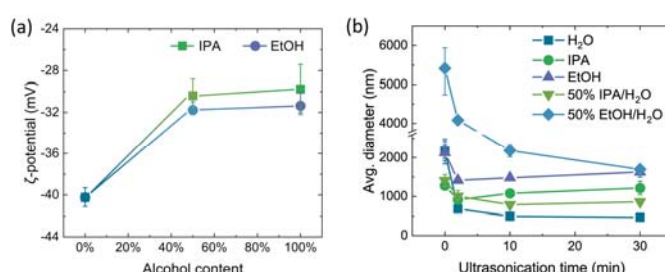 (a)
IPA EtOH
-24
-28
-32
-36
-40
-44
ζ-potential (mV)
0% 20% 40% 60% 80% 100%
Alcohol content
(b)
H₂O
IPA
EtOH
50% IPA/H₂O
50% EtOH/H₂O
6000
5000
4000
2000
1000
0
Avg. diameter (nm)
0 10 20 30
Ultrasonication time (min)